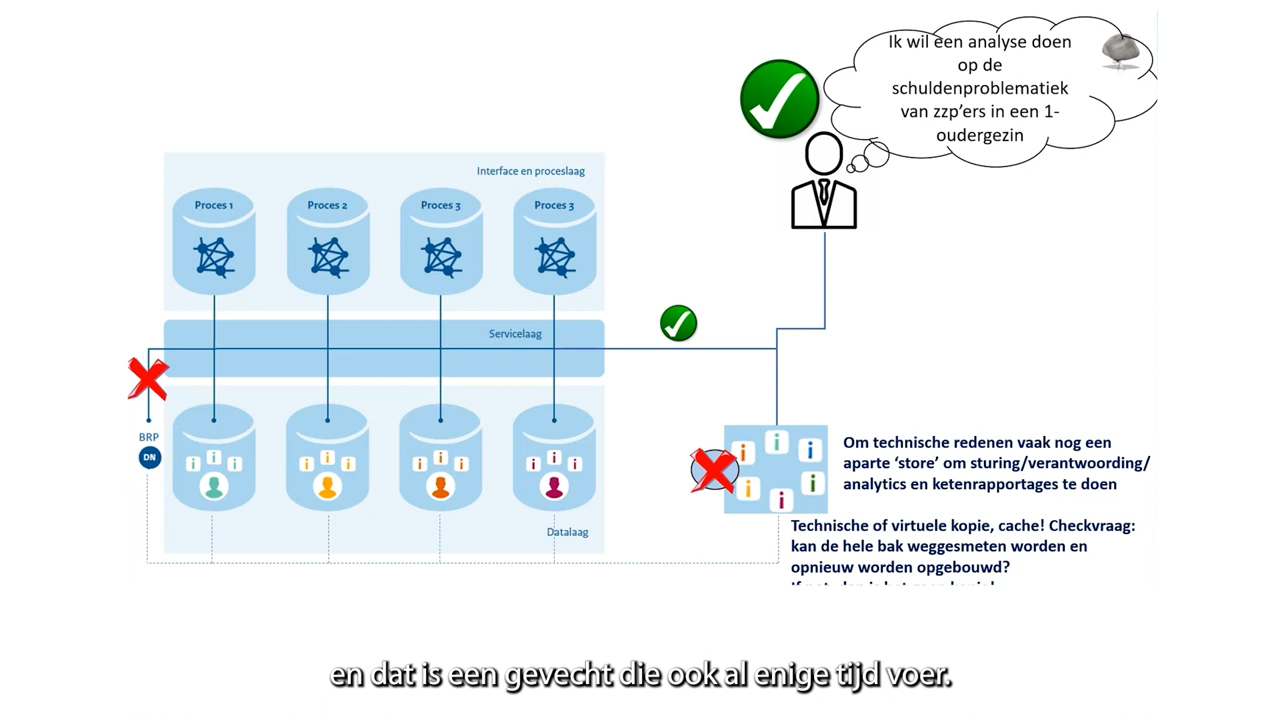 Ik wil een analyse doen
op de
schuldenproblematiek
van zzp'ers in een 1-
oudergezin
Interface en proceslaag
Proces 1
Proces 2
Proces 3
Proces 3
Servicelaag
BRP
DN
i i i
i i i
i i i
i i i
Datalaag
i i i
i i i
Om technische redenen vaak nog een
aparte 'store' om sturing/verantwoording/
analytics en ketenrapportages te doen
Technische of virtuele kopie, cache! Checkvraag:
kan de hele bak weggesmeten worden en
opnieuw worden opgebouwd?
en dat is een gevecht die ook al enige tijd voer.